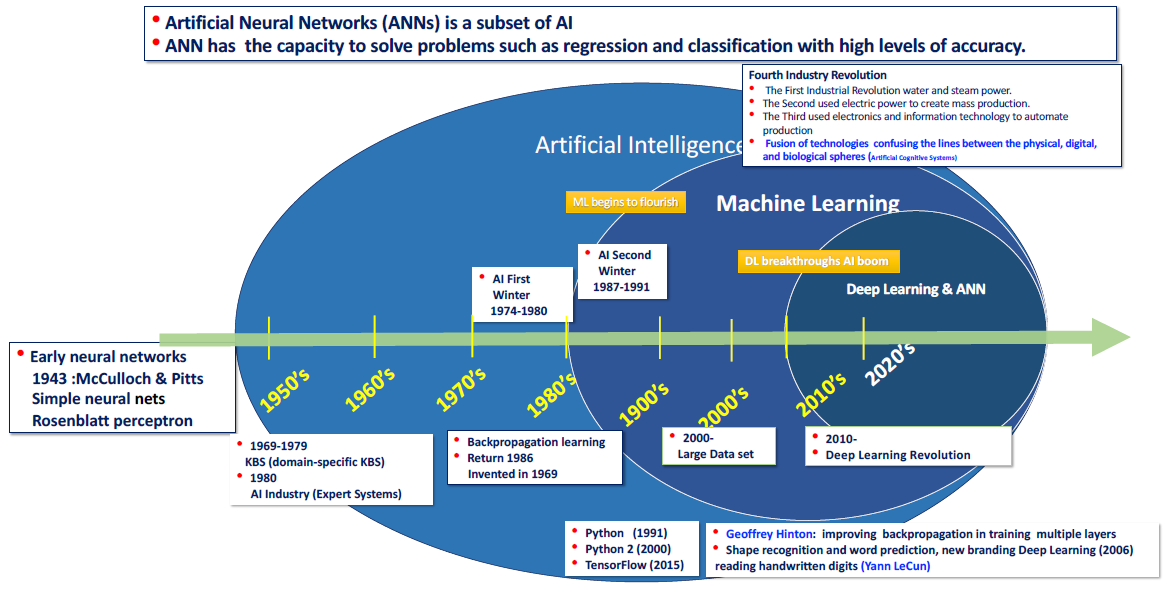 • Artificial Neural Networks (ANNs) is a subset of AI
• ANN has the capacity to solve problems such as regression and classification with high levels of accuracy.
Fourth Industry Revolution
• The First Industrial Revolution water and steam power.
• The Second used electric power to create mass production.
• The Third used electronics and information technology to automate
production
• Fusion of technologies confusing the lines between the physical, digital,
and biological spheres (Artificial Cognitive Systems)
Artificial Intelligence
ML begins to flourish
Machine Learning
• AI First
Winter
1974-1980
• AI Second
Winter
1987-1991
DL breakthroughs AI boom
Deep Learning & ANN
• Early neural networks
1943 :McCulloch & Pitts
Simple neural nets
Rosenblatt perceptron
1950's
1960's
1970's
1980's
1900's
2000's
2010's
2020's
• 1969-1979
KBS (domain-specific KBS)
• 1980
AI Industry (Expert Systems)
• Backpropagation learning
• Return 1986
Invented in 1969
• 2000-
Large Data set
• 2010-
• Deep Learning Revolution
• Python (1991)
• Python 2 (2000)
• TensorFlow (2015)
• Geoffrey Hinton: improving backpropagation in training multiple layers
• Shape recognition and word prediction, new branding Deep Learning (2006)
reading handwritten digits (Yann LeCun)